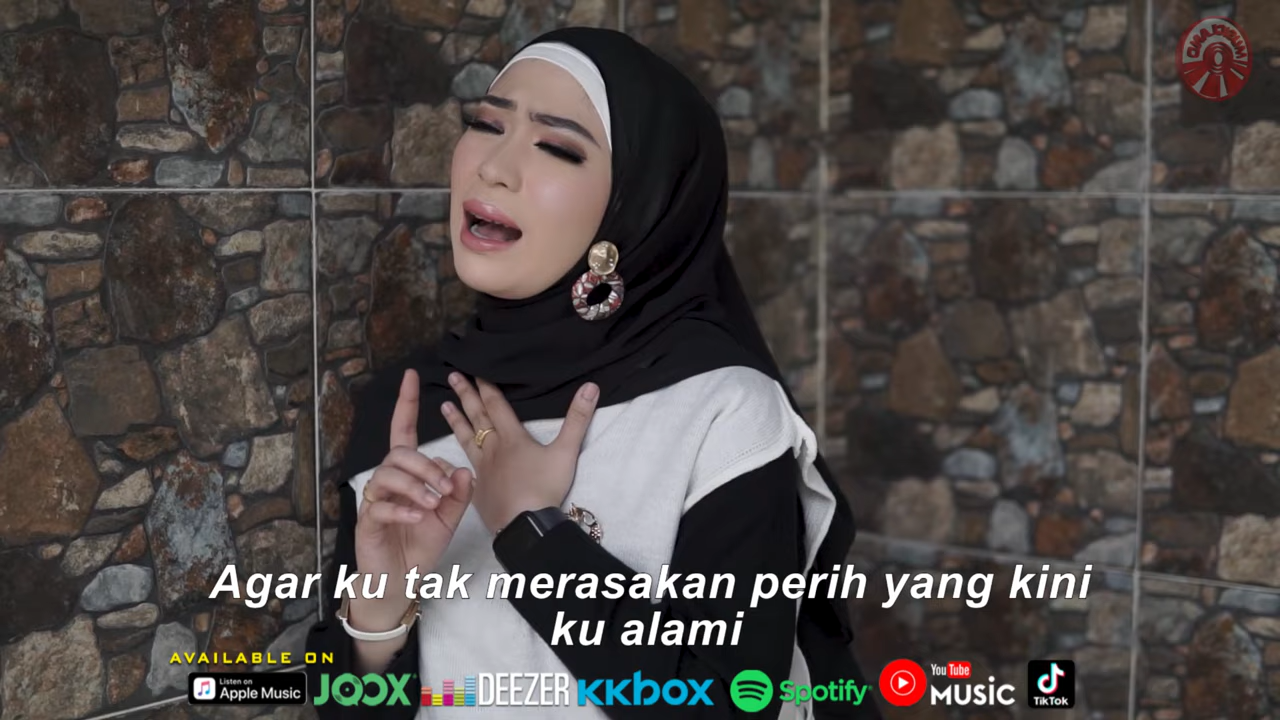 Agar ku tak merasakan perih yang kini
ku alami
AVAILABLE ON
Listen on
Apple Music JOOX DEEZER KKBOX Spotify YouTube MUSIC TikTok